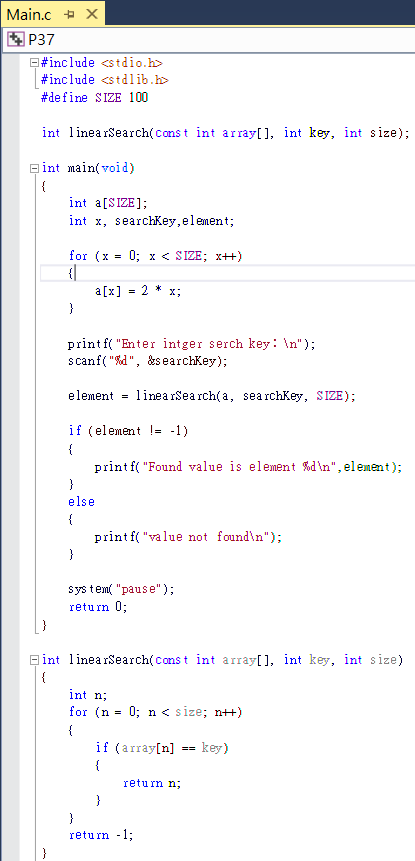 Main.c
P37
#include <stdio.h>
#include <stdlib.h>
#define SIZE 100
int linearSearch(const int array[], int key, int size);
int main(void)
{
int a[SIZE];
int x, searchKey,element;
for (x = 0; x < SIZE; x++)
{
a[x] = 2 * x;
}
printf("Enter intger serch key: \n");
scanf("%d", &searchKey);
element = linearSearch(a, searchKey, SIZE);
if (element != -1)
{
printf("Found value is element %d\n",element);
}
else
{
printf("value not found\n");
}
system("pause");
return 0;
}
int linearSearch(const int array[], int key, int size)
{
int n;
for (n = 0; n < size; n++)
{
if (array[n] == key)
{
return n;
}
}
return -1;
}